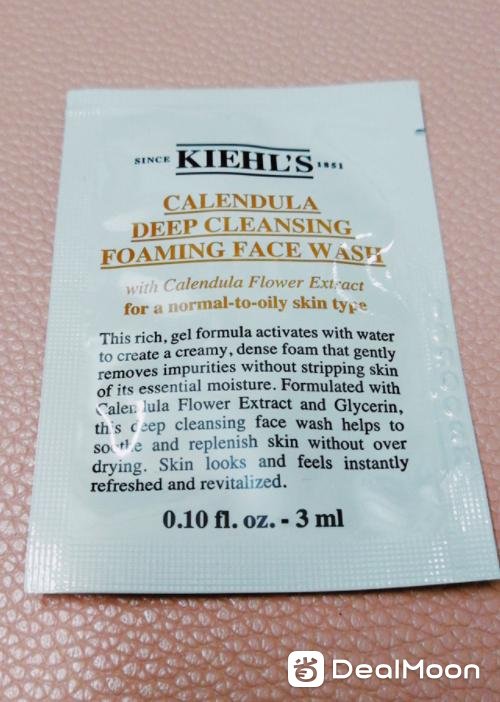 SINCE KIEHL'S 1851
CALENDULA
DEEP CLEANSING
FOAMING FACE WASH
with Calendula Flower Extract
for a normal-to-oily skin type
This rich, gel formula activates with water
to create a creamy, dense foam that gently
removes impurities without stripping skin
of its essential moisture. Formulated with
Calendula Flower Extract and Glycerin,
this deep cleansing face wash helps to
soothe and replenish skin without over
drying. Skin looks and feels instantly
refreshed and revitalized.
0.10 fl. oz. - 3 ml
DealMoon